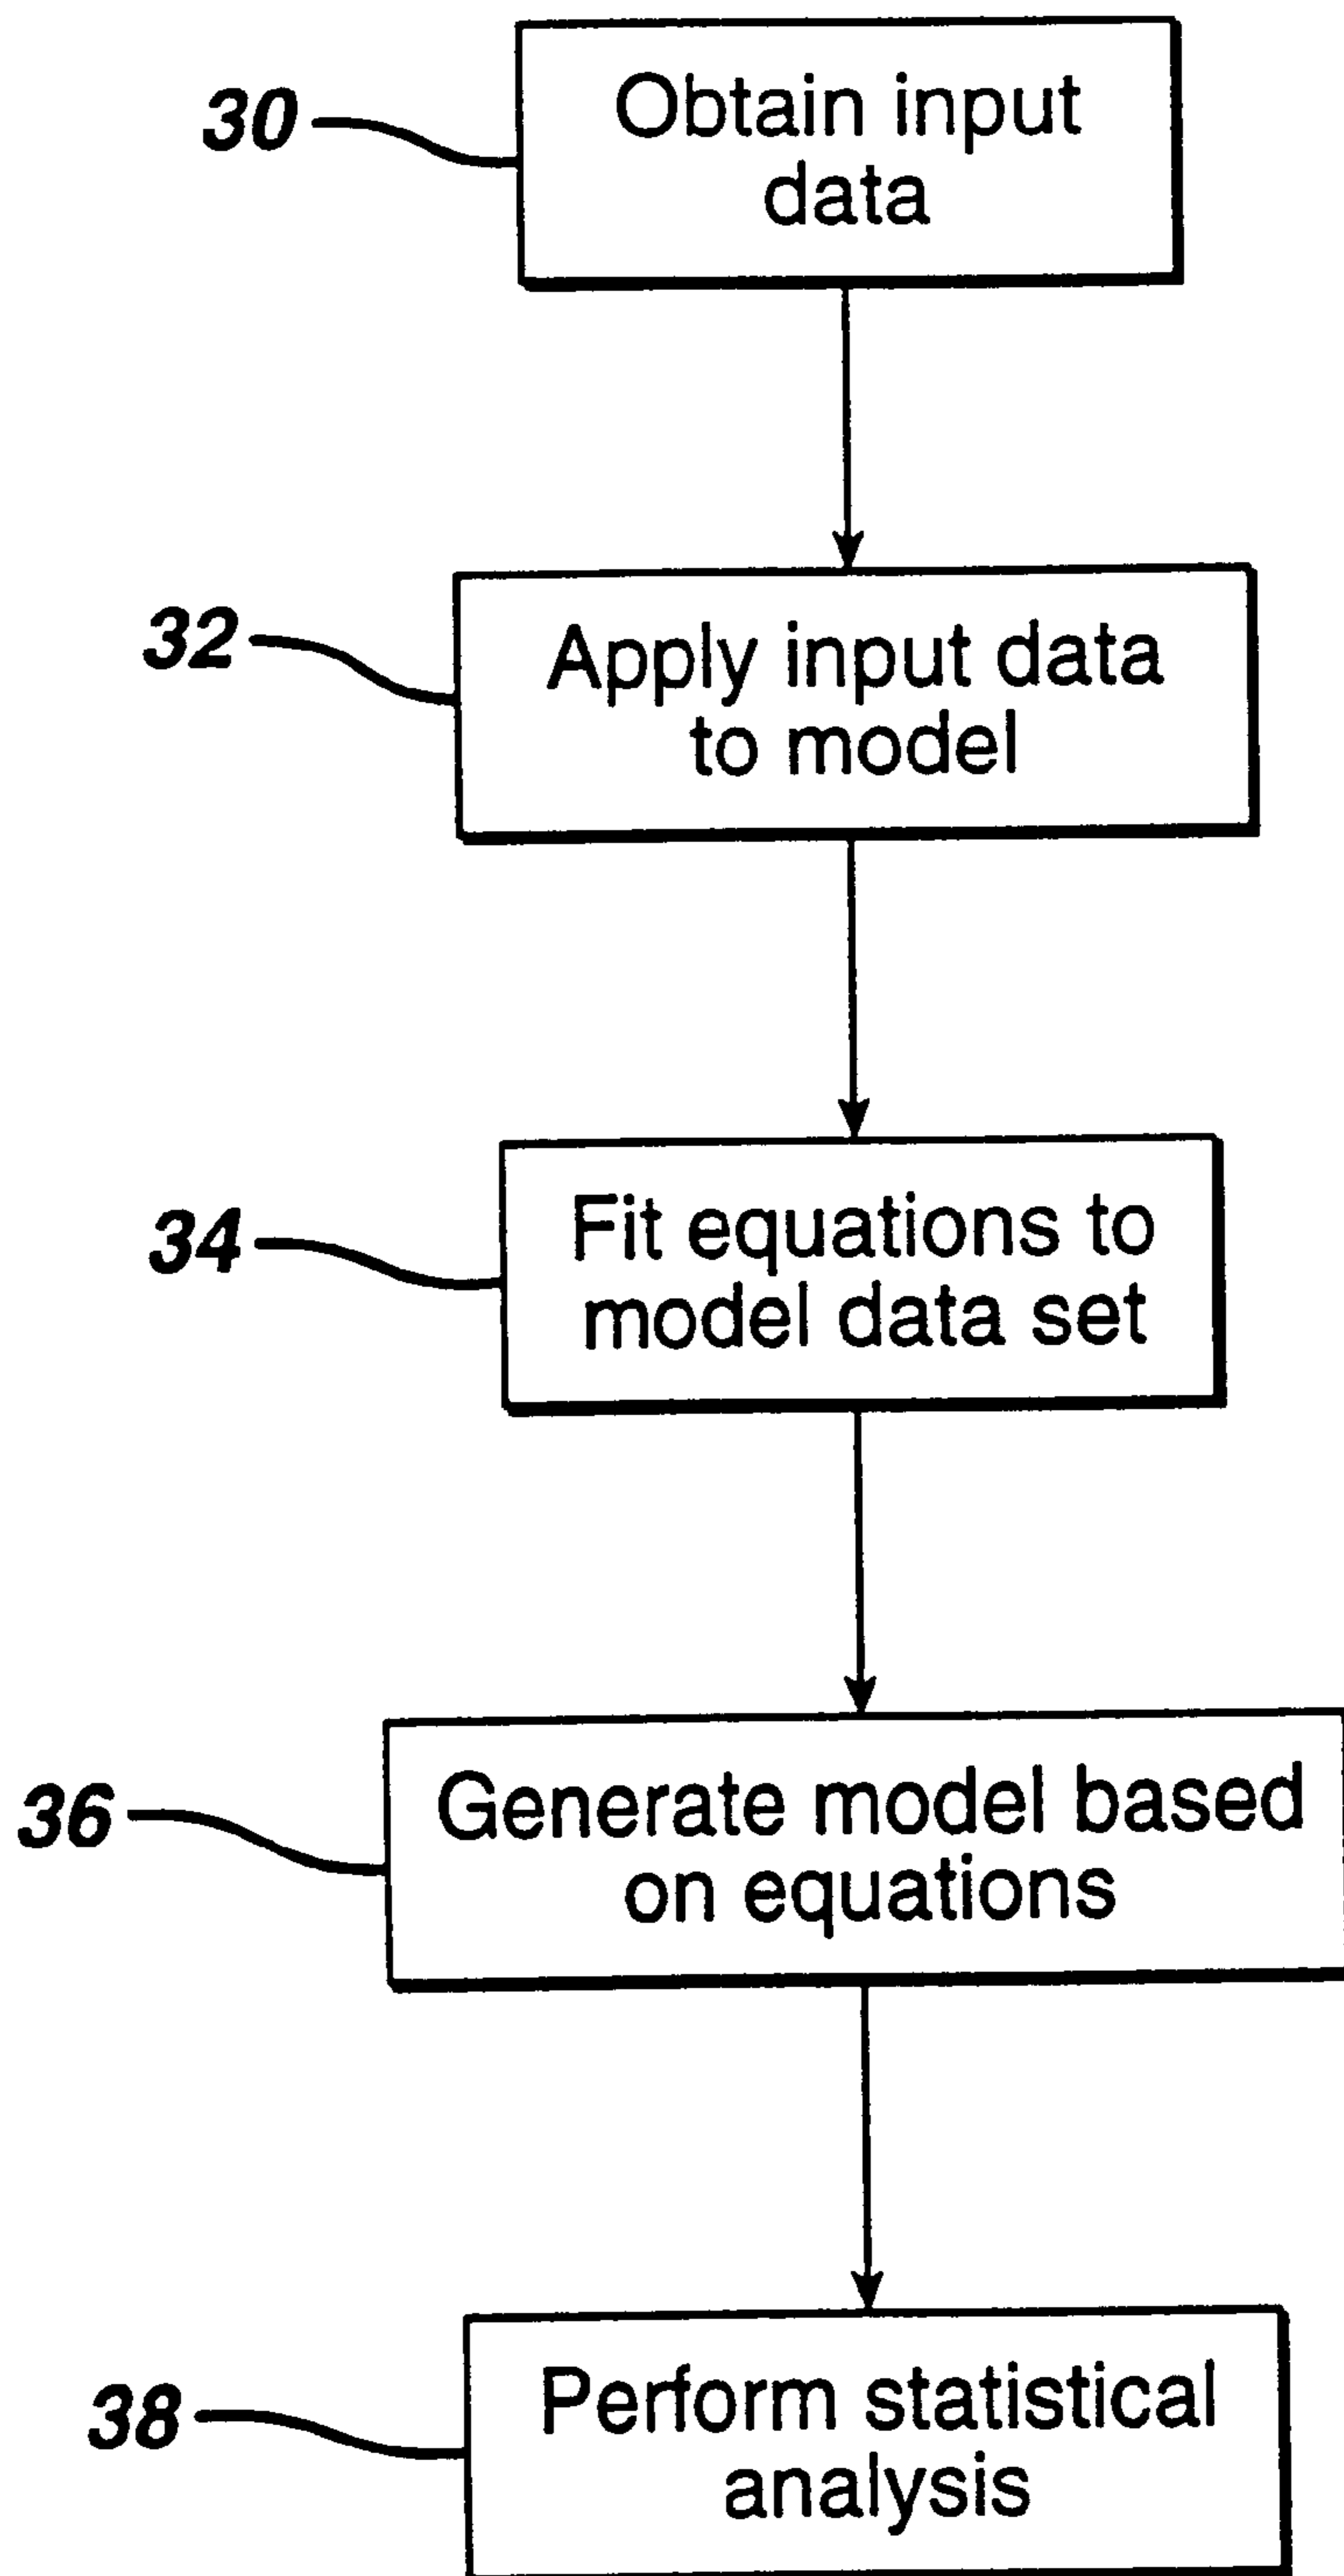 30
Obtain input
data
32
Apply input data
to model
34
Fit equations to
model data set
36
Generate model based
on equations
38
Perform statistical
analysis